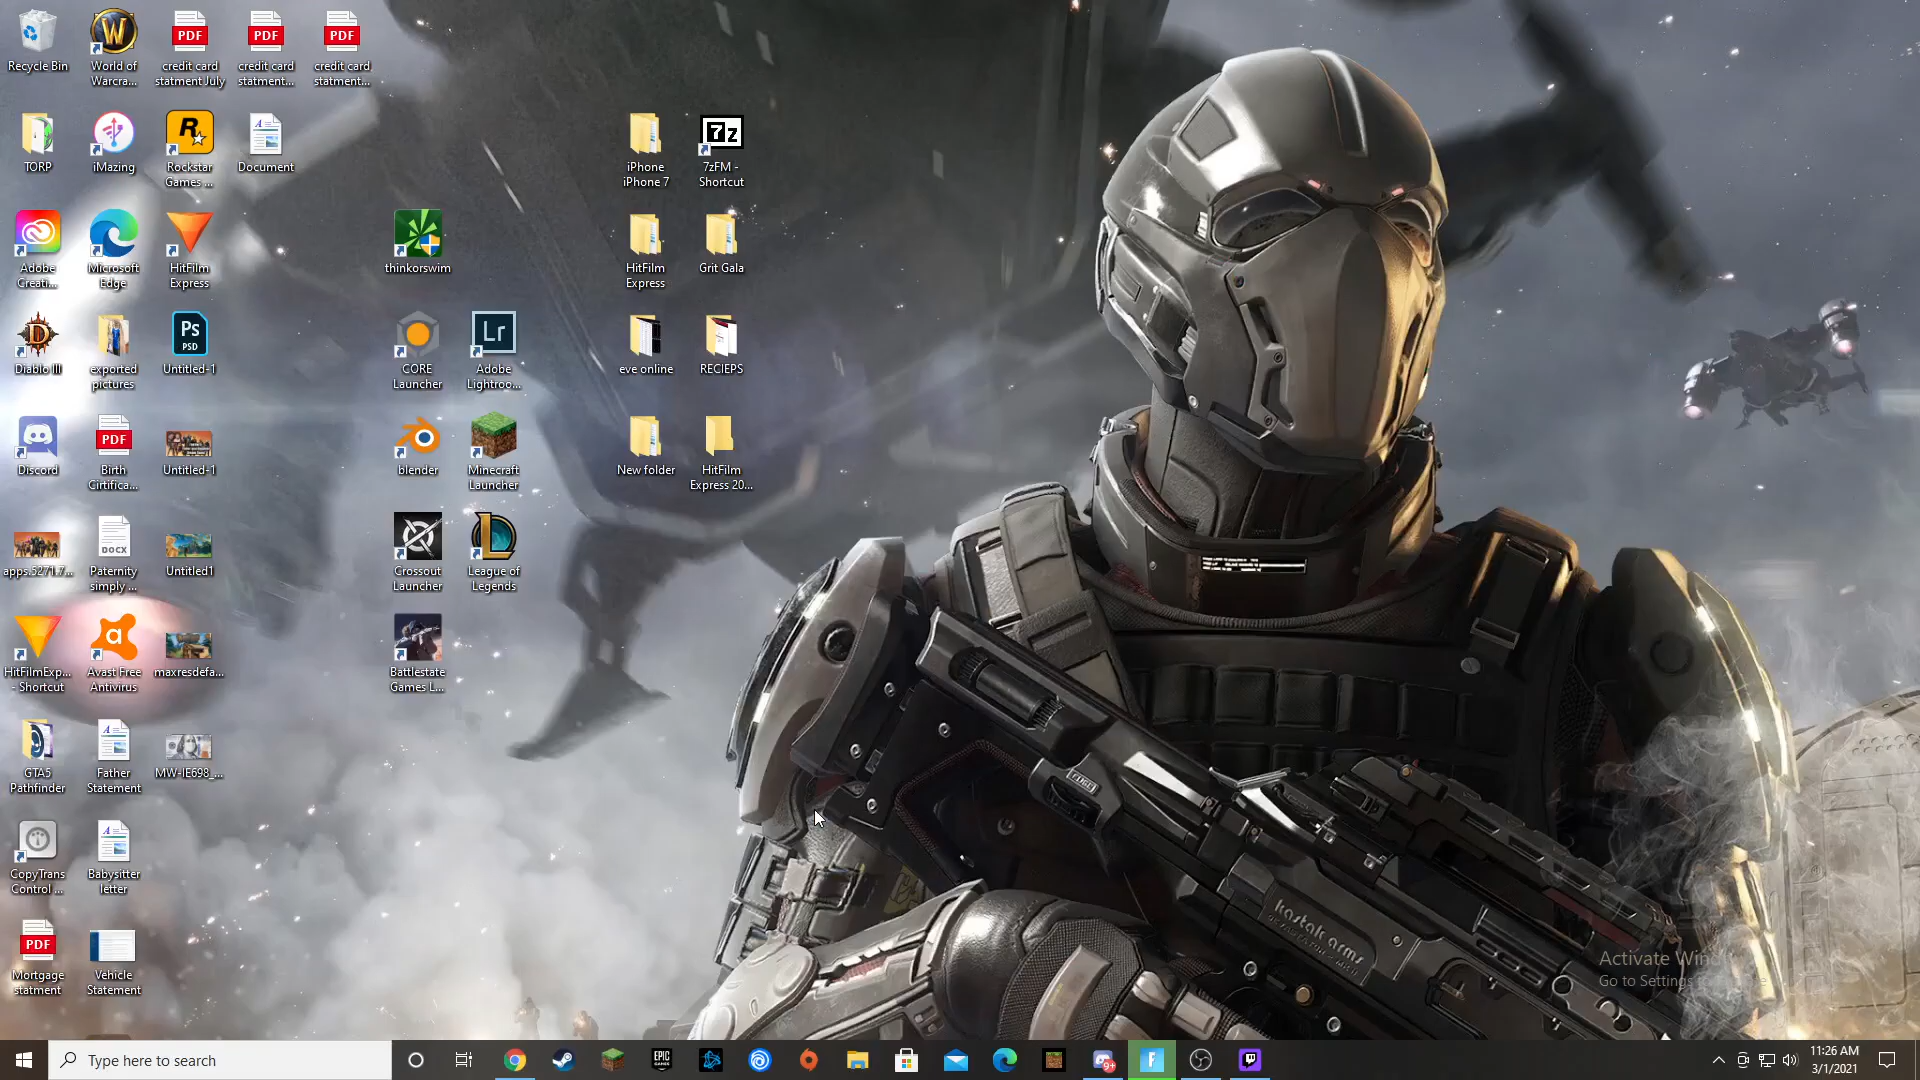 Recycle Bin
World of
Warcra...
PDF
credit card
statment July
PDF
credit card
statment...
PDF
credit card
statment...
TORP
iMazing
Rockstar
Games ...
Document
iPhone
iPhone 7
7z
7zFM -
Shortcut
Adobe
Creati...
Microsoft
Edge
HitFilm
Express
thinkorswim
HitFilm
Express
Grit Gala
Diablo III
exported
pictures
Ps
PSD
Untitled-1
CORE
Launcher
Lr
Adobe
Lightroo...
eve online
RECIEPS
Discord
PDF
Birth
Cirtifica...
Untitled-1
blender
Minecraft
Launcher
New folder
HitFilm
Express 20...
apps.5271.7...
DOCX
Paternity
simply ...
Untitled1
Crossout
Launcher
League of
Legends
HitFilmExp...
- Shortcut
Avast Free
Antivirus
maxresdefa...
Battlestate
Games L...
GTA5
Pathfinder
Father
Statement
MW-IE698_...
CopyTrans
Control ...
Babysitter
letter
PDF
Mortgage
statment
Vehicle
Statement
kastak arms
Activate Wind
Go to Settings
Type here to search
EPIC
GAMES
9+
11:26 AM
3/1/2021